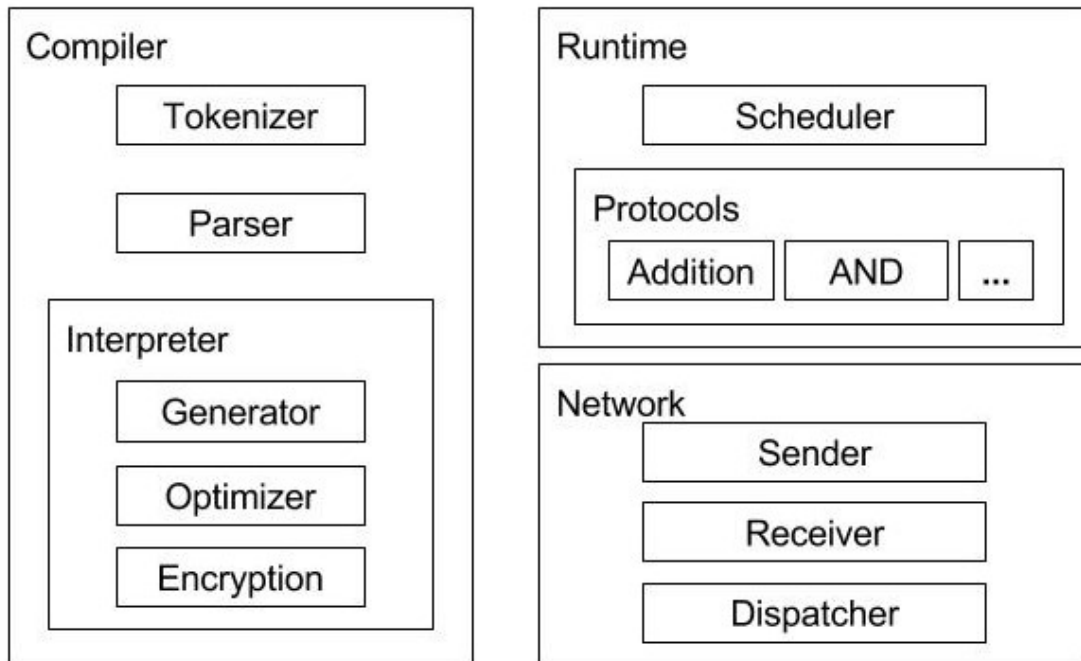 Compiler
Tokenizer
Parser
Interpreter
Generator
Optimizer
Encryption
Runtime
Scheduler
Protocols
Addition AND ...
Network
Sender
Receiver
Dispatcher